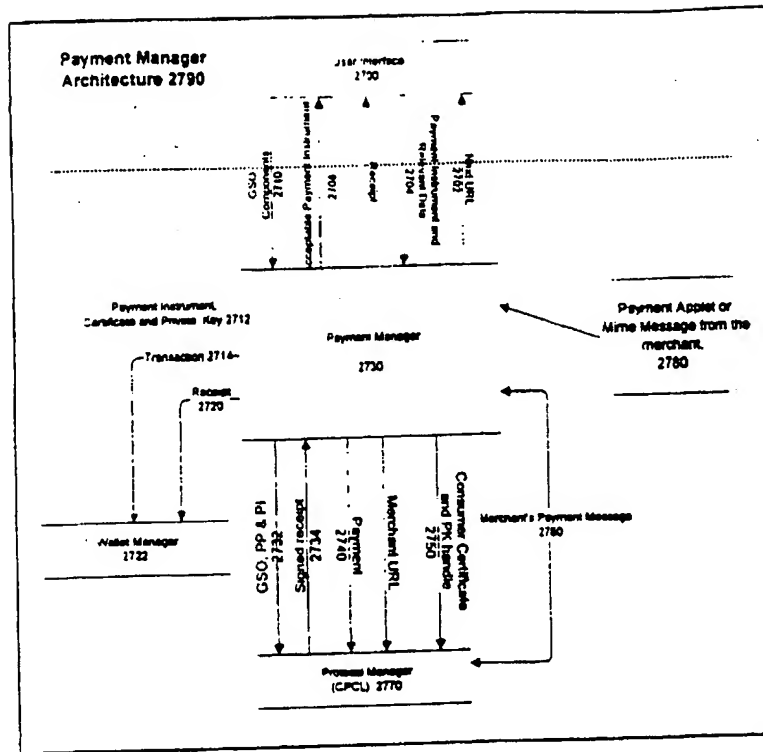 Payment Manager
Architecture 2790
User Interface
2700
GSO
Components
2710
Acceptable Payment Instrument
2708
Receipt
Payment Instrument and
Relevant Data
2704
Next URL
2702
Payment Instrument,
Certificate and Private Key 2712
Transaction 2714
Receipt
2720
Payment Manager
2730
Payment Applet or
Mime Message from the
merchant.
2780
Wallet Manager
2722
GSO, PP & PI
2732
Signed receipt
2734
Payment
2740
Merchant URL
Consumer Certificate
and PK handle
2750
Merchant's Payment Message
2760
Protocol Manager
(CPCL) 2770